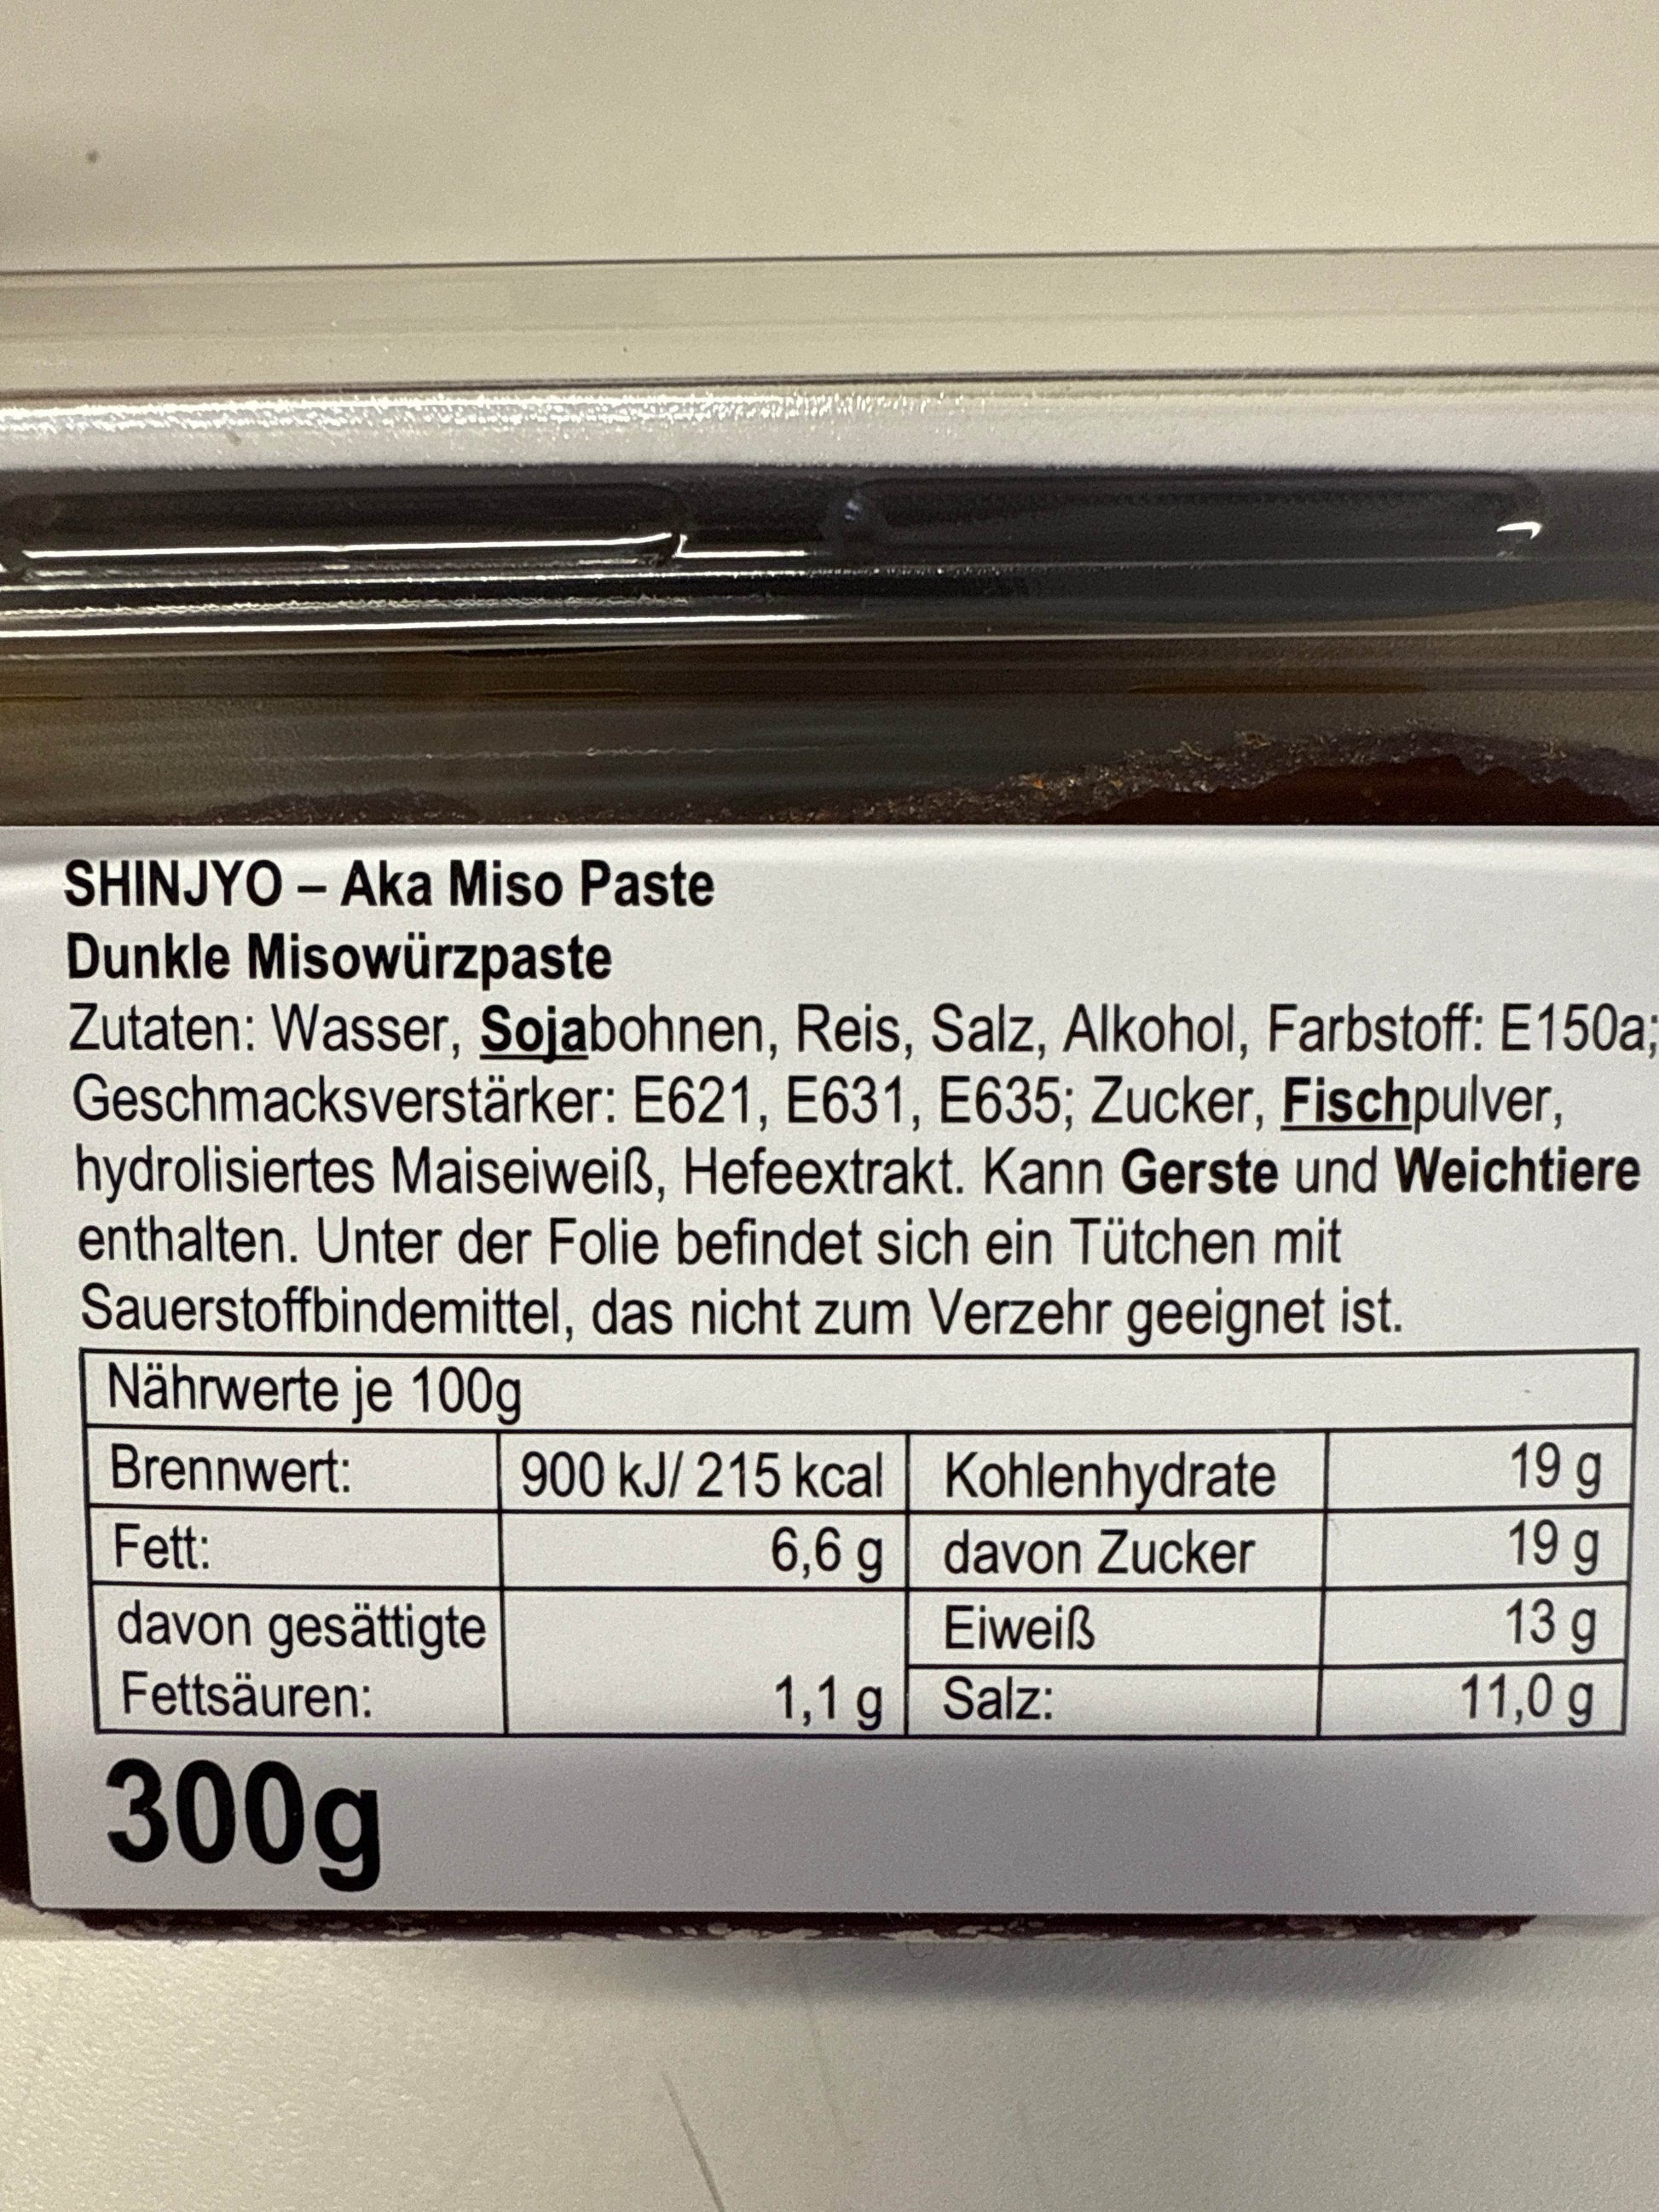 SHINJYO – Aka Miso Paste
Dunkle Misowürzpaste
Zutaten: Wasser, Sojabohnen, Reis, Salz, Alkohol, Farbstoff: E150a;
Geschmacksverstärker: E621, E631, E635; Zucker, Fischpulver,
hydrolisiertes Maiseiweiß, Hefeextrakt. Kann Gerste und Weichtiere
enthalten. Unter der Folie befindet sich ein Tütchen mit
Sauerstoffbindemittel, das nicht zum Verzehr geeignet ist.
Nährwerte je 100g
Brennwert: 900 kJ/ 215 kcal Kohlenhydrate 19 g
Fett: 6,6 g davon Zucker 19 g
davon gesättigte Eiweiß 13 g
Fettsäuren: 1,1 g Salz: 11,0 g
300g